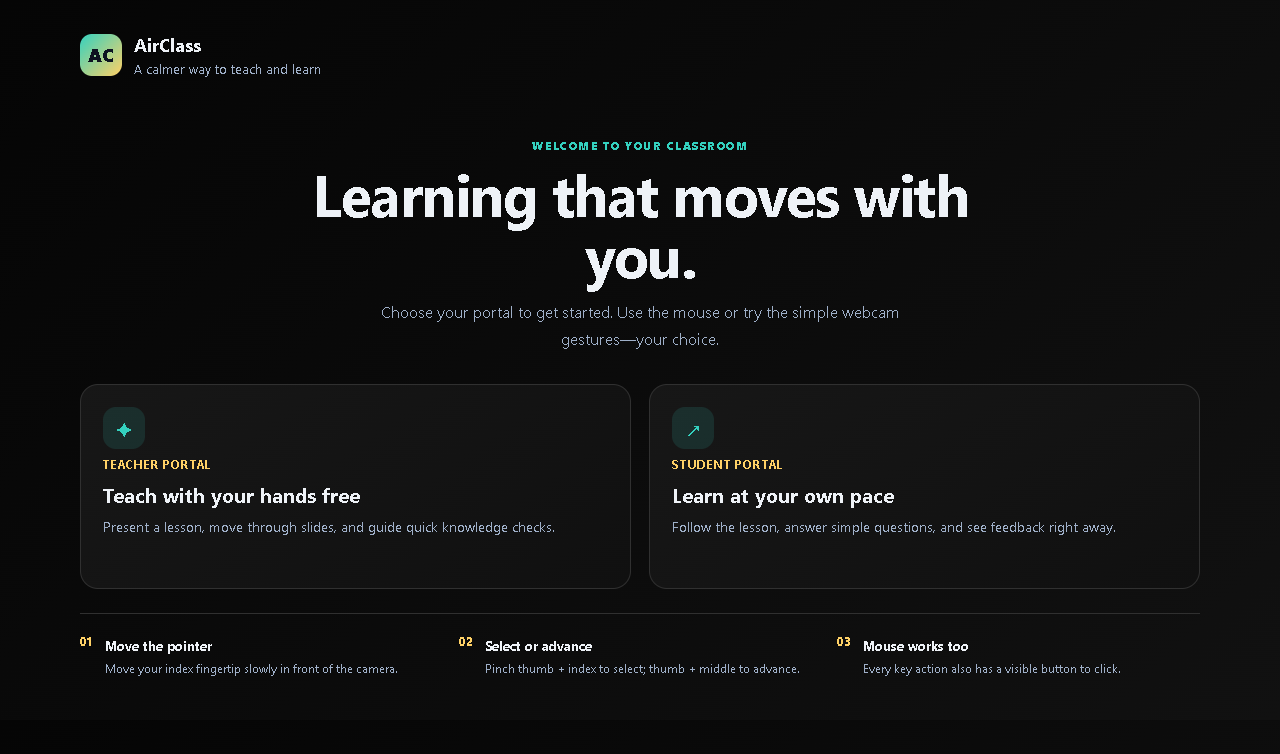 AC
AirClass
A calmer way to teach and learn
WELCOME TO YOUR CLASSROOM
Learning that moves with
you.
Choose your portal to get started. Use the mouse or try the simple webcam
gestures—your choice.
TEACHER PORTAL
Teach with your hands free
Present a lesson, move through slides, and guide quick knowledge checks.
STUDENT PORTAL
Learn at your own pace
Follow the lesson, answer simple questions, and see feedback right away.
01
Move the pointer
Move your index fingertip slowly in front of the camera.
02
Select or advance
Pinch thumb + index to select; thumb + middle to advance.
03
Mouse works too
Every key action also has a visible button to click.